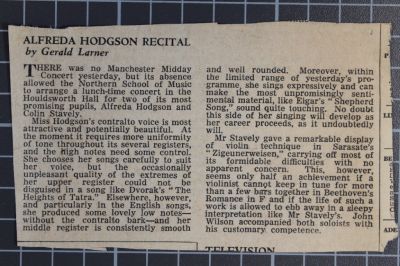 ALFREDA HODGSON RECITAL
by Gerald Larner
THERE was no Manchester Midday
Concert yesterday, but its absence
allowed the Northern School of Music
to arrange a lunch-time concert in
the Houldsworth Hall for two of its most
promising pupils, Alfreda Hodgson and
Colin Stavely.
Miss Hodgson's contralto voice is most
attractive and potentially beautiful. At
the moment it requires more uniformity
of tone throughout its several registers,
and the high notes need some control.
She chooses her songs carefully to suit
her voice, but the occasionally
unpleasant quality of the extremes of
her upper register could not be
disguised in a song like Dvorak's "The
Heights of Tatra." Elsewhere, however,
and particularly in the English songs,
she produced some lovely low notes—
without the contralto bark—and her
middle register is consistently smooth
and well rounded. Moreover, within
the limited range of yesterday's pro-
gramme, she sings expressively and can
make the most unpromisingly senti-
mental material, like Elgar's "Shepherd
Song," sound quite touching. No doubt
this side of her singing will develop as
her career proceeds, as it undoubtedly
will.
Mr Stavely gave a remarkable display
of violin technique in Sarasate's
"Zigeunerweisen," carrying off most of
its formidable difficulties with no
apparent concern. This, however,
seems only half an achievement if a
violinist cannot keep in tune for more
than a few bars together in Beethoven's
Romance in F and if the life of such a
work is allowed to ebb away in a sleepy
interpretation like Mr Stavely's. John
Wilson accompanied both soloists with
his customary competence.
TELEVISION